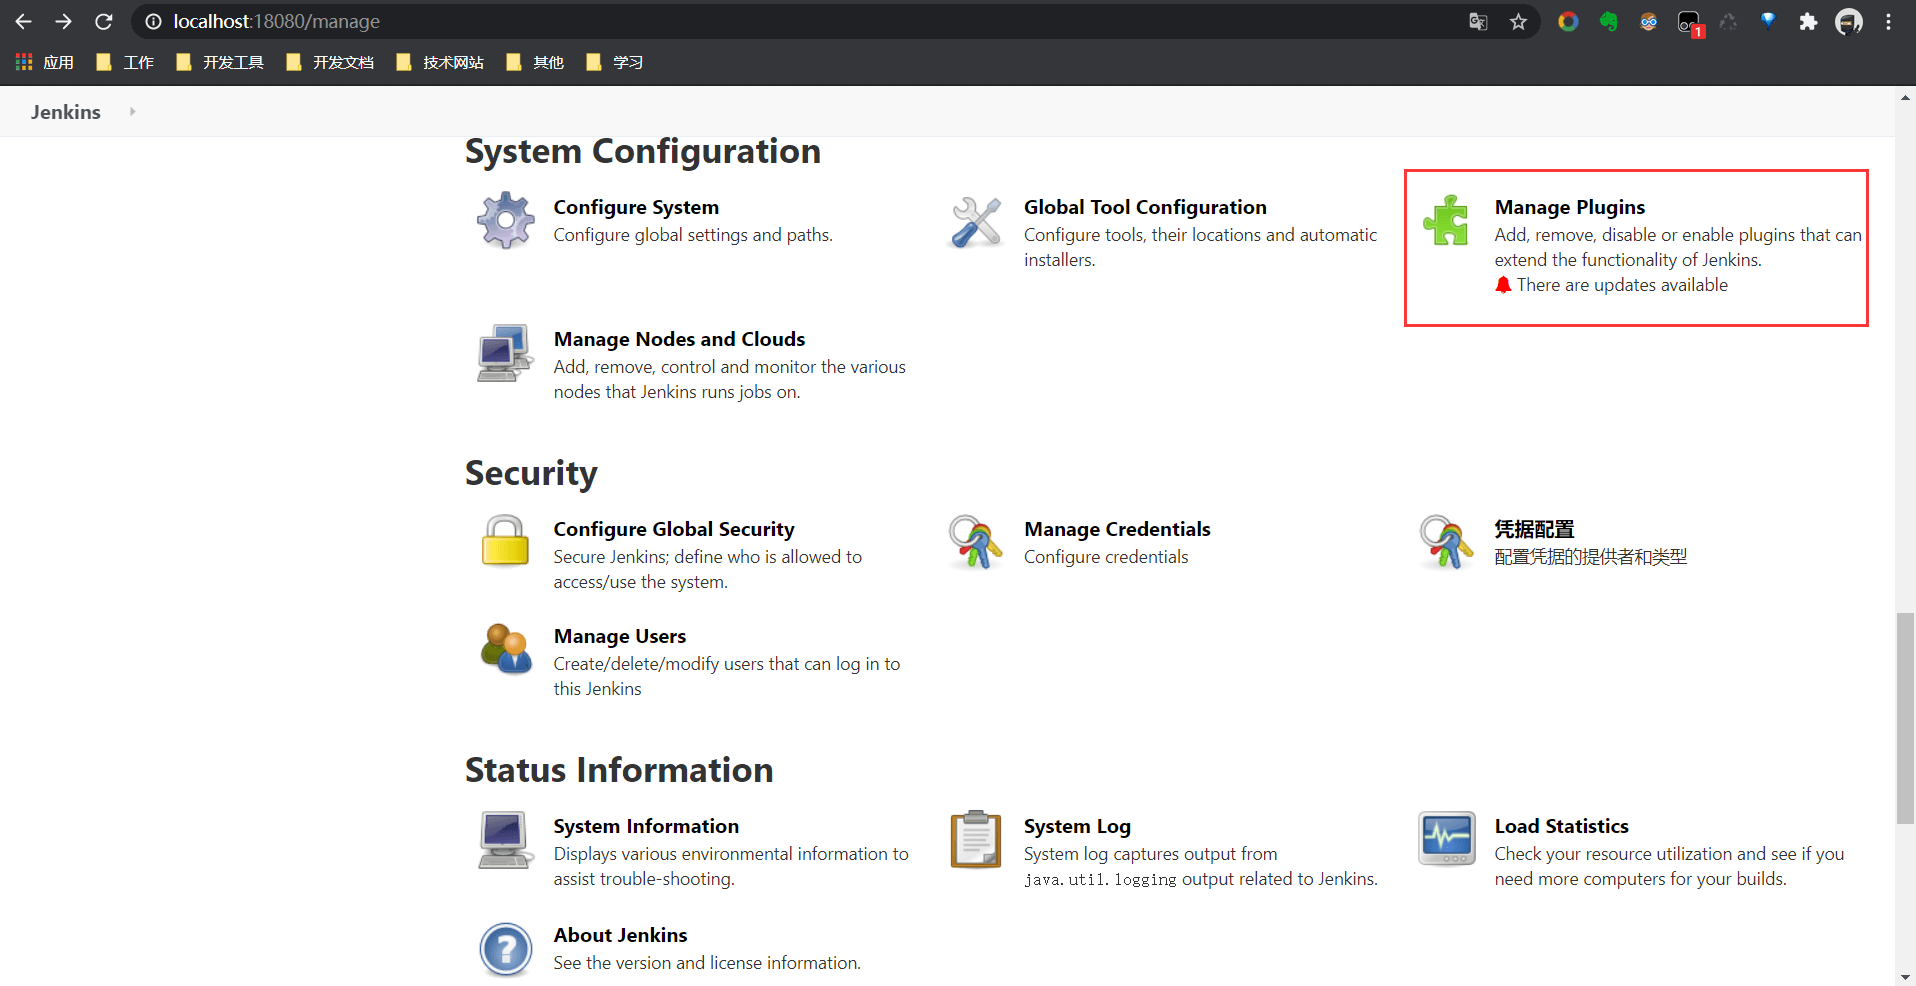 localhost:18080/manage
1
应用 工作 开发工具 开发文档 技术网站 其他 学习
Jenkins
System Configuration
Configure System
Configure global settings and paths.
Global Tool Configuration
Configure tools, their locations and automatic
installers.
Manage Plugins
Add, remove, disable or enable plugins that can
extend the functionality of Jenkins.
There are updates available
Manage Nodes and Clouds
Add, remove, control and monitor the various
nodes that Jenkins runs jobs on.
Security
Configure Global Security
Secure Jenkins; define who is allowed to
access/use the system.
Manage Credentials
Configure credentials
凭据配置
配置凭据的提供者和类型
Manage Users
Create/delete/modify users that can log in to
this Jenkins
Status Information
System Information
Displays various environmental information to
assist trouble-shooting.
System Log
System log captures output from
java.util.logging output related to Jenkins.
Load Statistics
Check your resource utilization and see if you
need more computers for your builds.
About Jenkins
See the version and license information.